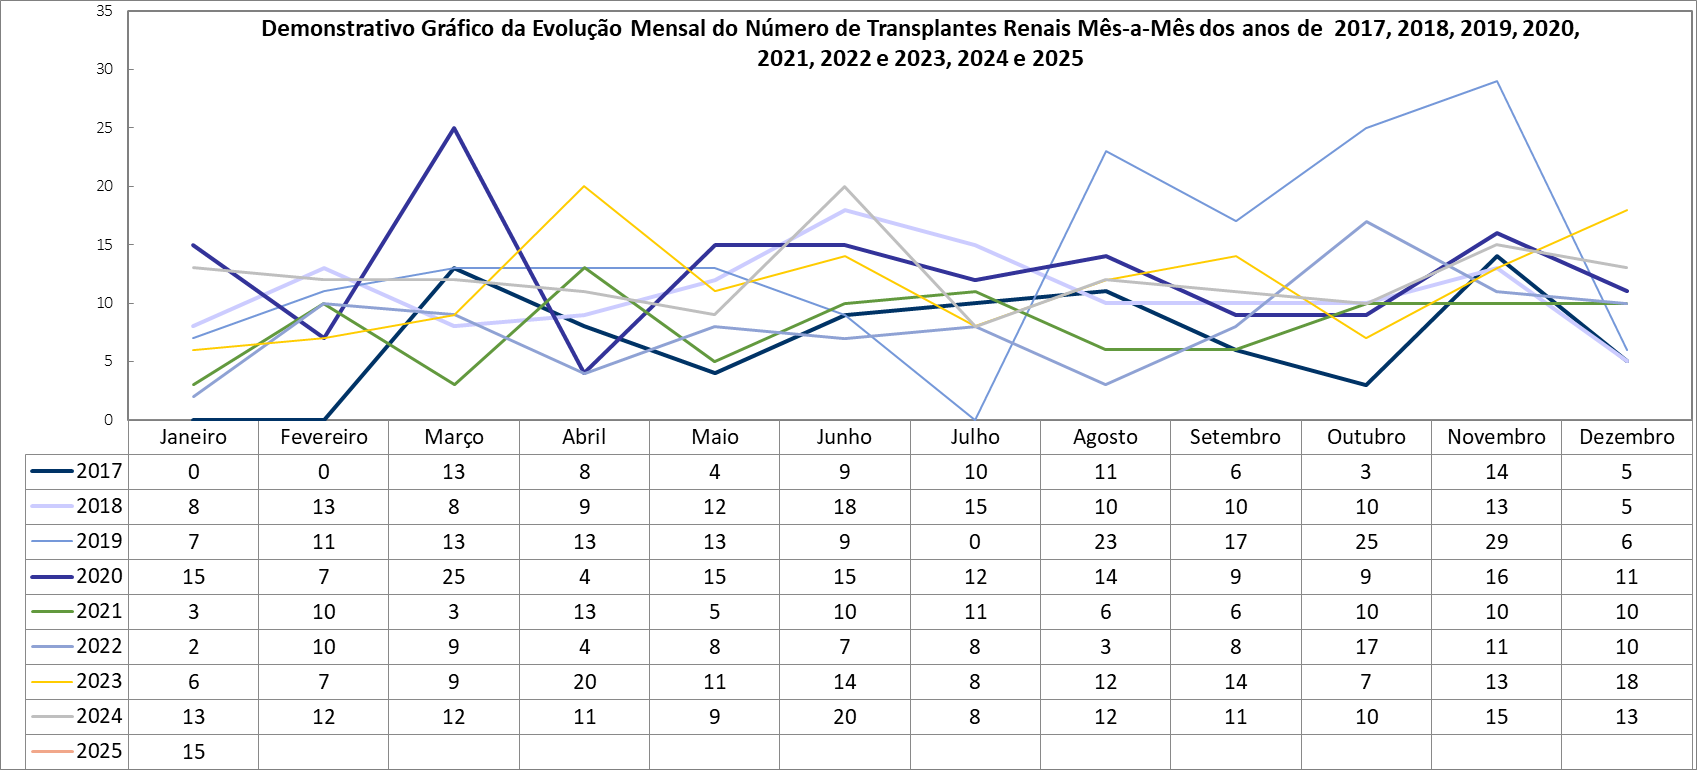 Demonstrativo Gráfico da Evolução Mensal do Número de Transplantes Renais Mês-a-Mês dos anos de 2017, 2018, 2019, 2020,
2021, 2022 e 2023, 2024 e 2025
35
30
25
20
15
10
5
0
Janeiro Fevereiro Março Abril Maio Junho Julho Agosto Setembro Outubro Novembro Dezembro
2017 0 0 13 8 4 9 10 11 6 3 14 5
2018 8 13 8 9 12 18 15 10 10 10 13 5
2019 7 11 13 13 13 9 0 23 17 25 29 6
2020 15 7 25 4 15 15 12 14 9 9 16 11
2021 3 10 3 13 5 10 11 6 6 10 10 10
2022 2 10 9 4 8 7 8 3 8 17 11 10
2023 6 7 9 20 11 14 8 12 14 7 13 18
2024 13 12 12 11 9 20 8 12 11 10 15 13
2025 15